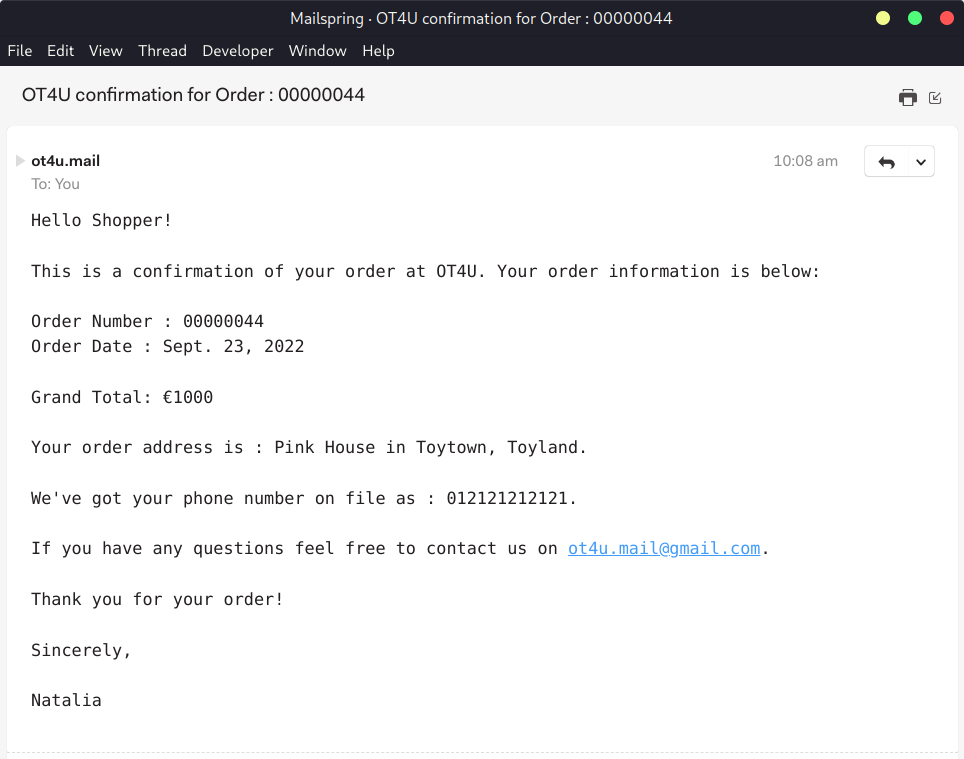 Mailspring · OT4U confirmation for Order : 00000044
File Edit View Thread Developer Window Help
OT4U confirmation for Order : 00000044
ot4u.mail 10:08 am
To: You
Hello Shopper!
This is a confirmation of your order at OT4U. Your order information is below:
Order Number : 00000044
Order Date : Sept. 23, 2022
Grand Total: €1000
Your order address is : Pink House in Toytown, Toyland.
We've got your phone number on file as : 012121212121.
If you have any questions feel free to contact us on ot4u.mail@gmail.com.
Thank you for your order!
Sincerely,
Natalia